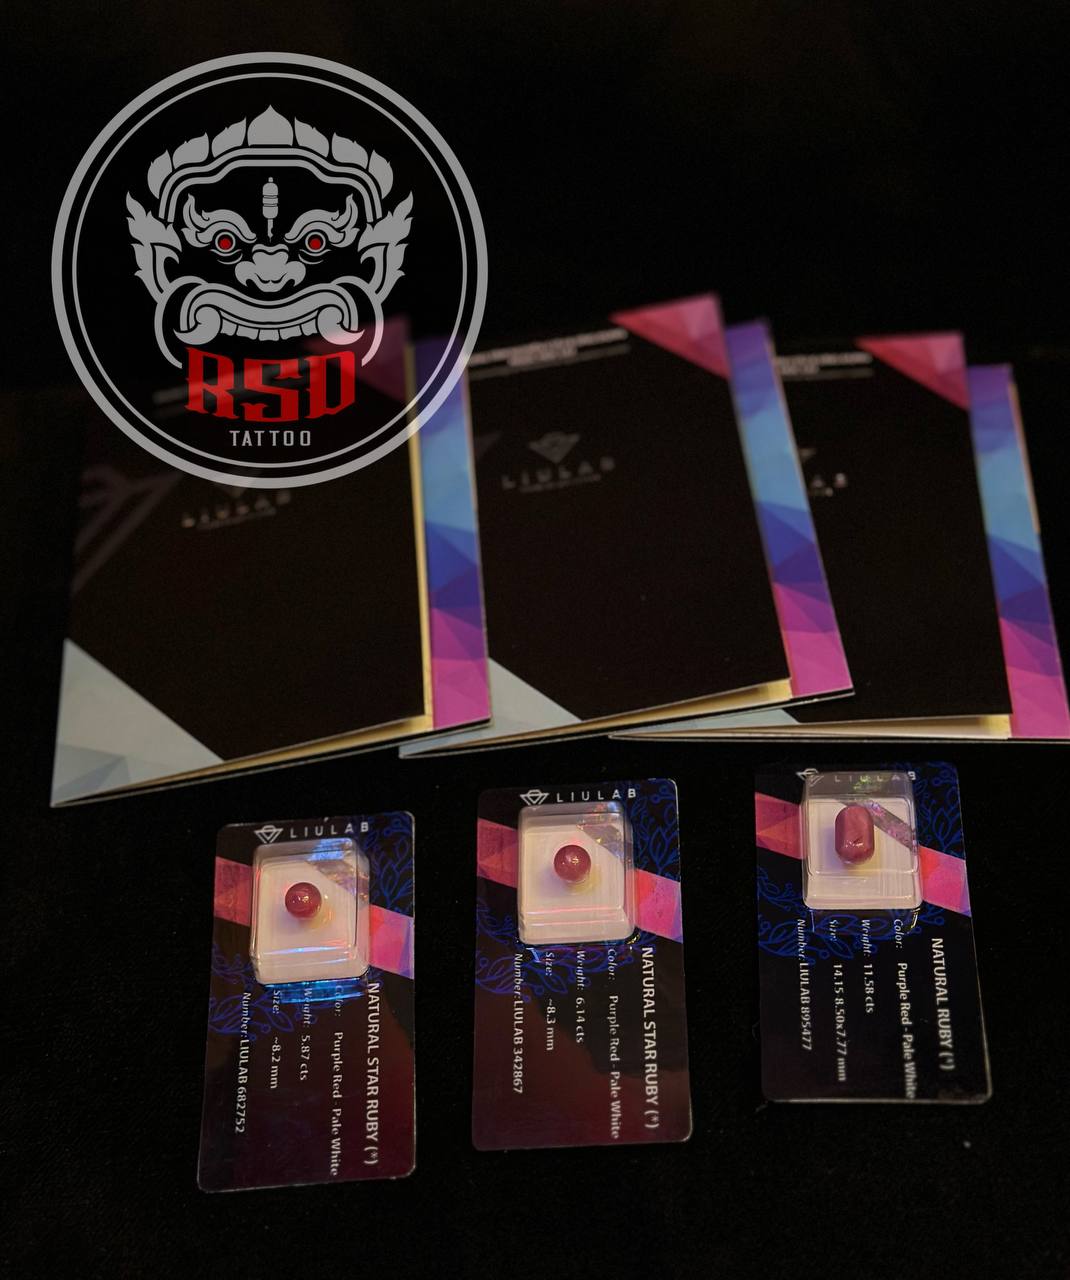 RSD
TATTOO
LIULAB
LIULAB
LIULAB
NATURAL STAR RUBY (*)
Color: Purple Red - Pale White
Weight: 5.87 cts
Size: ~8.2 mm
Number: LIULAB 682752
LIULAB
NATURAL STAR RUBY (*)
Color: Purple Red - Pale White
Weight: 6.14 cts
Size: ~8.3 mm
Number: LIULAB 342867
LIULAB
NATURAL RUBY (*)
Color: Purple Red - Pale White
Weight: 11.58 cts
Size: 14.15 8.50x7.77 mm
Number: LIULAB 895477